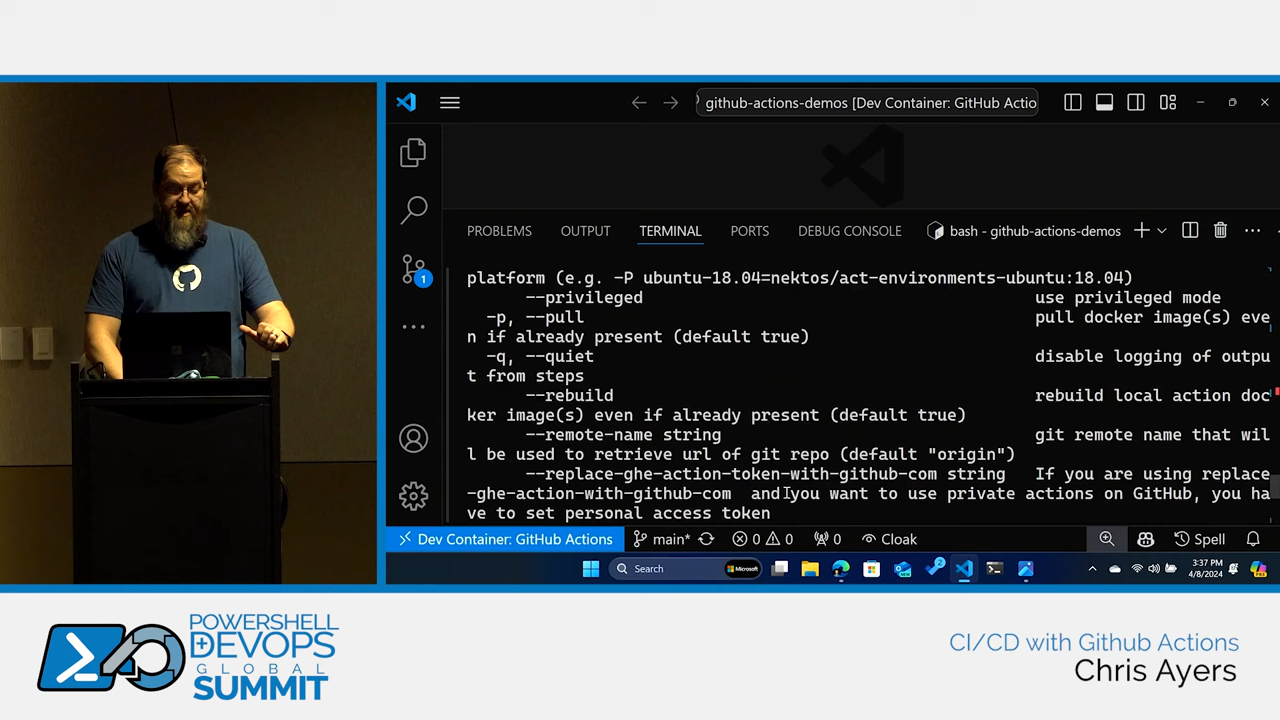 github-actions-demos [Dev Container: GitHub Actio
PROBLEMS OUTPUT TERMINAL PORTS DEBUG CONSOLE bash - github-actions-demos
platform (e.g. -P ubuntu-18.04=nektos/act-environments-ubuntu:18.04)
--privileged use privileged mode
-p, --pull pull docker image(s) eve
n if already present (default true)
-q, --quiet disable logging of outpu
t from steps
--rebuild rebuild local action doc
ker image(s) even if already present (default true)
--remote-name string git remote name that wil
l be used to retrieve url of git repo (default "origin")
--replace-ghe-action-token-with-github-com string If you are using replace
-ghe-action-with-github-com and you want to use private actions on GitHub, you ha
ve to set personal access token
1
Dev Container: GitHub Actions main* 0 0 0 Cloak Spell
Search Microsoft 3:37 PM
4/8/2024
POWERSHELL
+DEVOPS
GLOBAL
SUMMIT
CI/CD with Github Actions
Chris Ayers